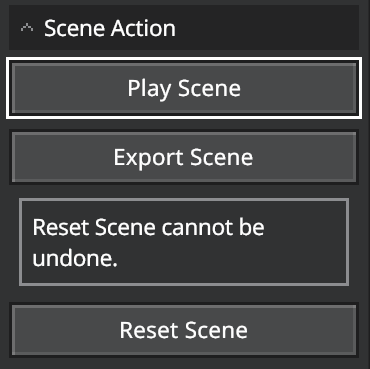 Scene Action
Play Scene
Export Scene
Reset Scene cannot be
undone.
Reset Scene